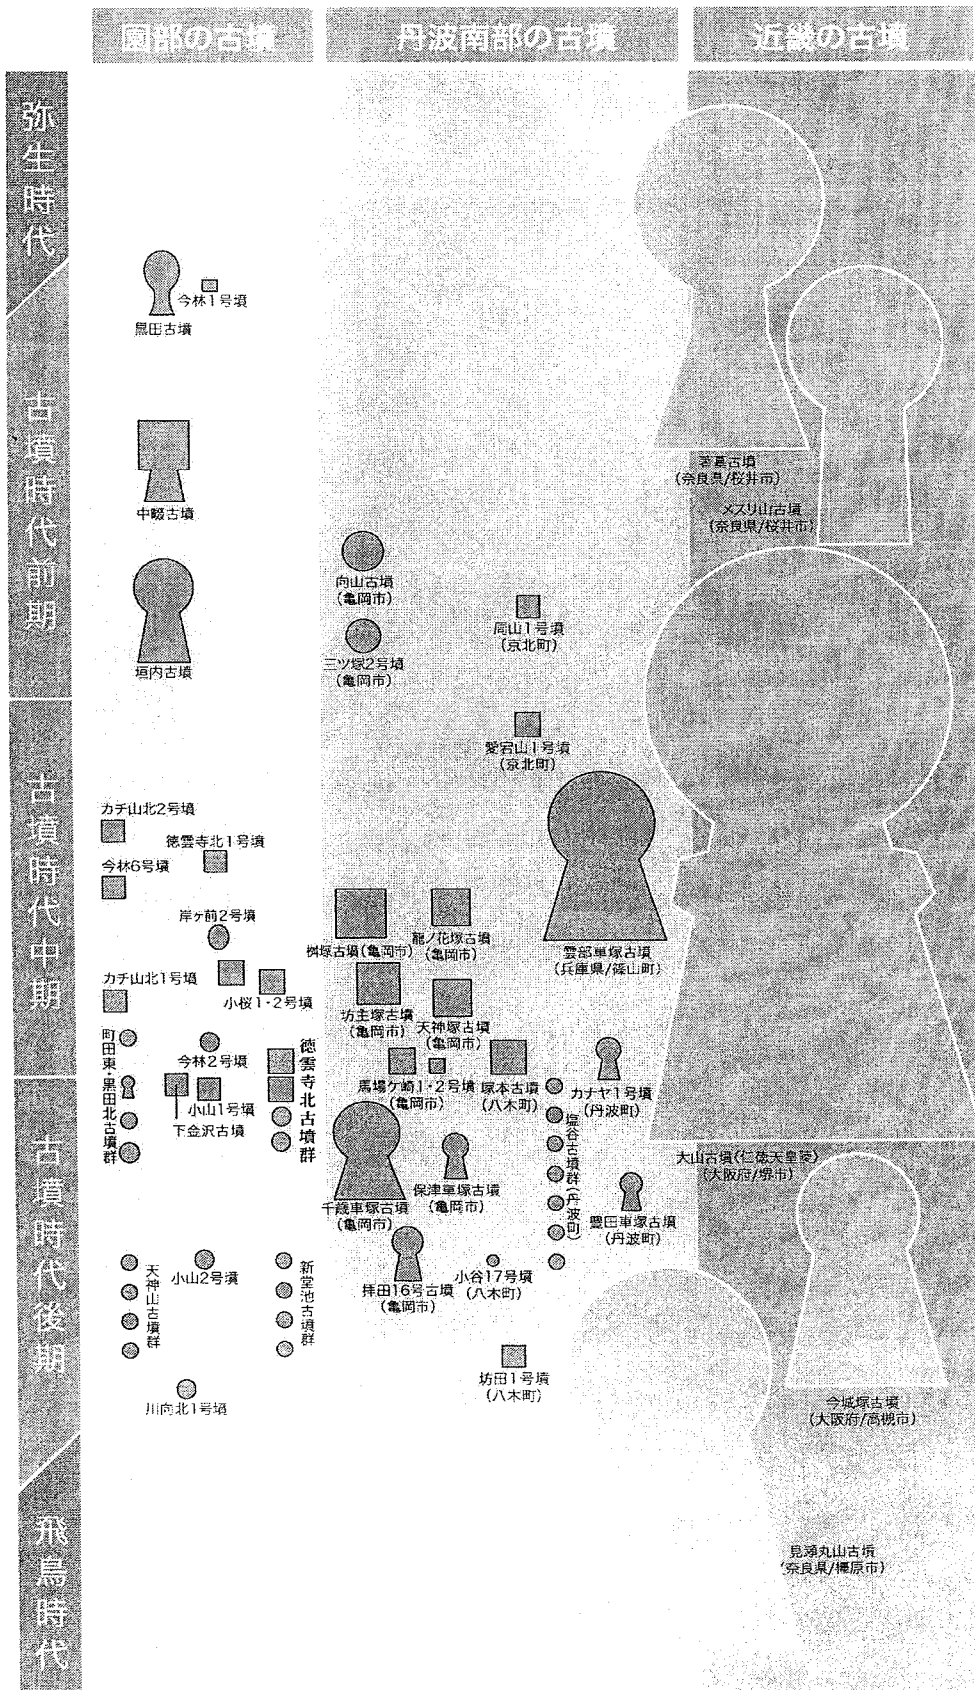 園部の古墳
丹波南部の古墳
近畿の古墳
弥生時代
古墳時代前期
古墳時代中期
古墳時代後期
飛鳥時代
今林1号墳
黒田古墳
中畷古墳
垣内古墳
カチ山北2号墳
徳雲寺北1号墳
今林6号墳
岸ヶ前2号墳
カチ山北1号墳
小桜1・2号墳
町田東・黒田北古墳群
今林2号墳
小山1号墳
下金沢古墳
徳雲寺北古墳群
天神山古墳群
小山2号墳
新堂池古墳群
川向北1号墳
向山古墳
(亀岡市)
三ツ塚2号墳
(亀岡市)
周山1号墳
(京北町)
愛宕山1号墳
(京北町)
雲部車塚古墳
(兵庫県/篠山町)
桝塚古墳(亀岡市)
龍ノ花塚古墳
(亀岡市)
坊主塚古墳
(亀岡市)
天神塚古墳
(亀岡市)
馬場ケ崎1・2号墳
(亀岡市)
塚本古墳
(八木町)
カナヤ1号墳
(丹波町)
塩谷古墳群(丹波町)
千歳車塚古墳
(亀岡市)
保津車塚古墳
(亀岡市)
豊田車塚古墳
(丹波町)
拝田16号古墳
(亀岡市)
小谷17号墳
(八木町)
坊田1号墳
(八木町)
箸墓古墳
(奈良県/桜井市)
メスリ山古墳
(奈良県/桜井市)
大山古墳(仁徳天皇陵)
(大阪府/堺市)
今城塚古墳
(大阪府/高槻市)
見瀬丸山古墳
(奈良県/橿原市)